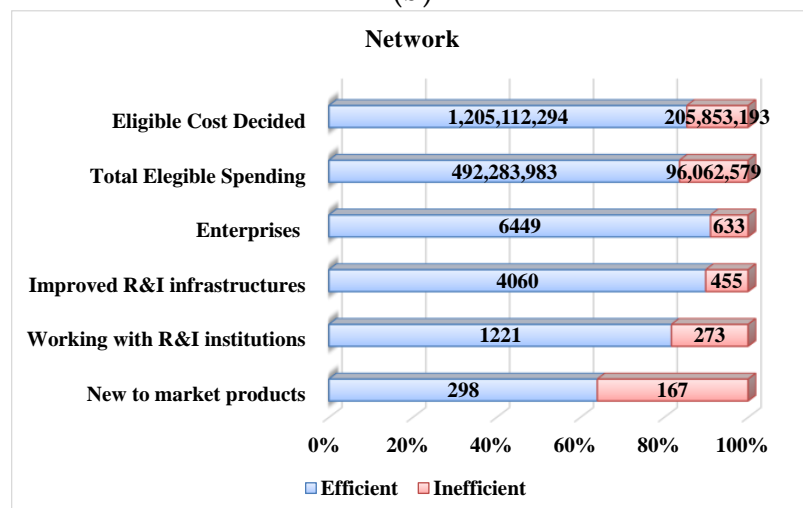 (b)
Network
Eligible Cost Decided 1,205,112,294 205,853,193
Total Elegible Spending 492,283,983 96,062,579
Enterprises 6449 633
Improved R&I infrastructures 4060 455
Working with R&I institutions 1221 273
New to market products 298 167
0% 20% 40% 60% 80% 100%
Efficient Inefficient